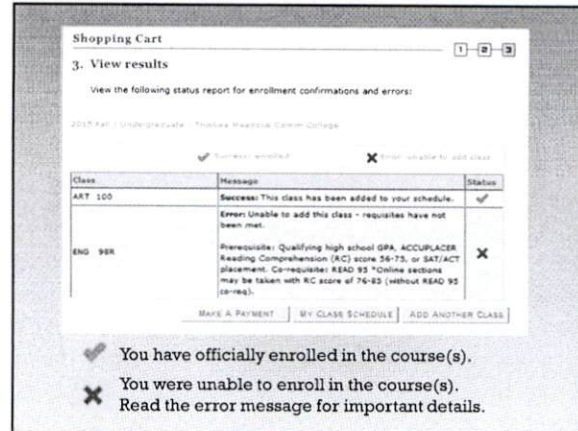 Shopping Cart
1 2 3
3. View results
View the following status report for enrollment confirmations and errors:
2015 Fall | Undergraduate | Comm College
Success: enrolled Error: unable to add class
Class Message Status
ART 100 Success: This class has been added to your schedule.
Error: Unable to add this class - requisites have not
been met.
ENG 98R Prerequisite: Qualifying high school GPA, ACCUPLACER
Reading Comprehension (RC) score 56-75, or SAT/ACT
placement. Co-requisite: READ 95 *Online sections
may be taken with RC score of 76-85 (without READ 95
co-req).
MAKE A PAYMENT MY CLASS SCHEDULE ADD ANOTHER CLASS
You have officially enrolled in the course(s).
You were unable to enroll in the course(s).
Read the error message for important details.